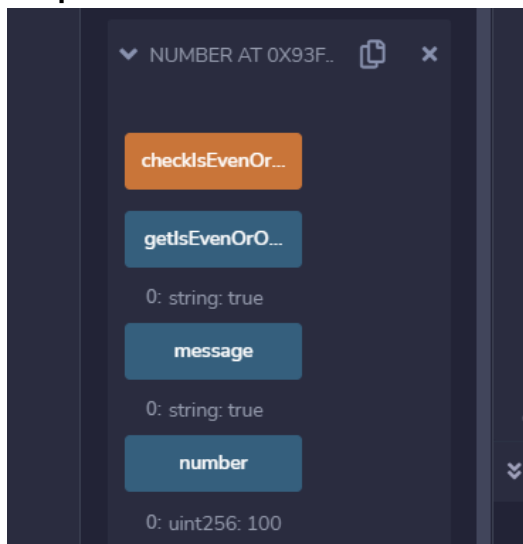 NUMBER AT 0X93F..
checkIsEvenOr...
getIsEvenOrO...
0: string: true
message
0: string: true
number
0: uint256: 100